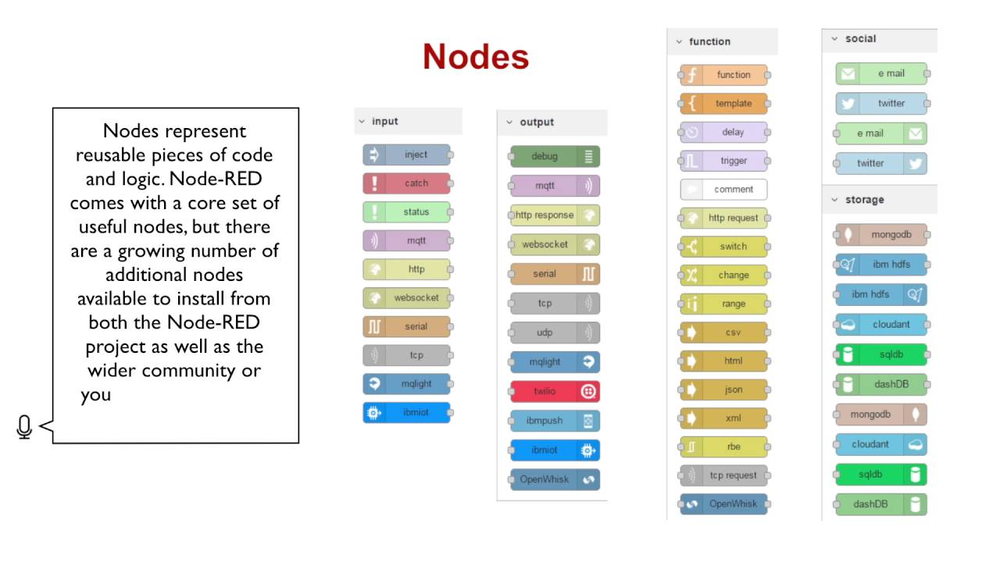 Nodes
Nodes represent
reusable pieces of code
and logic. Node-RED
comes with a core set of
useful nodes, but there
are a growing number of
additional nodes
available to install from
both the Node-RED
project as well as the
wider community or
you
input
inject
catch
status
mqtt
http
websocket
serial
tcp
mqlight
ibmiot
output
debug
mqtt
http response
websocket
serial
tcp
udp
mqlight
twilio
ibmpush
ibmiot
OpenWhisk
function
function
template
delay
trigger
comment
http request
switch
change
range
csv
html
json
xml
rbe
tcp request
OpenWhisk
social
e mail
twitter
e mail
twitter
storage
mongodb
ibm hdfs
ibm hdfs
cloudant
sqldb
dashDB
mongodb
cloudant
sqldb
dashDB